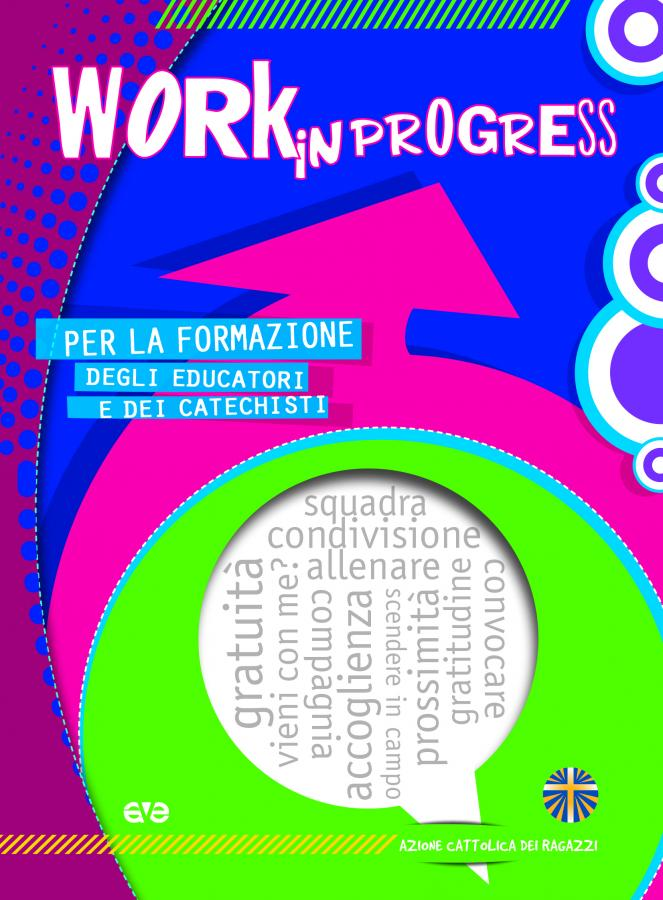 WORK in PROGRESS
PER LA FORMAZIONE
DEGLI EDUCATORI
E DEI CATECHISTI
squadra
condivisione
allenare
gratuità
vieni con me?
compagnia
accoglienza
scendere in campo
prossimità
gratitudine
convocare
ave
AZIONE CATTOLICA DEI RAGAZZI